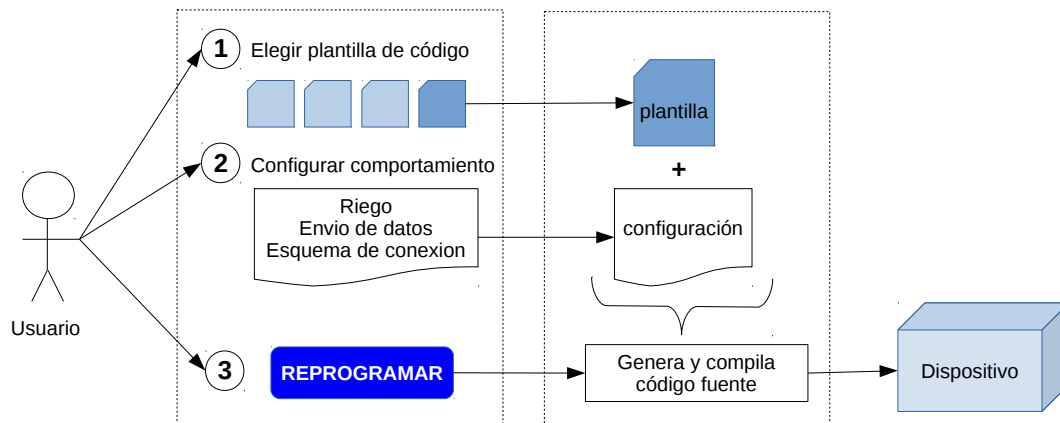 1
Elegir plantilla de código
plantilla
2
Configurar comportamiento
+
Riego
Envio de datos
Esquema de conexion
configuración
Usuario
3
REPROGRAMAR
Genera y compila
código fuente
Dispositivo